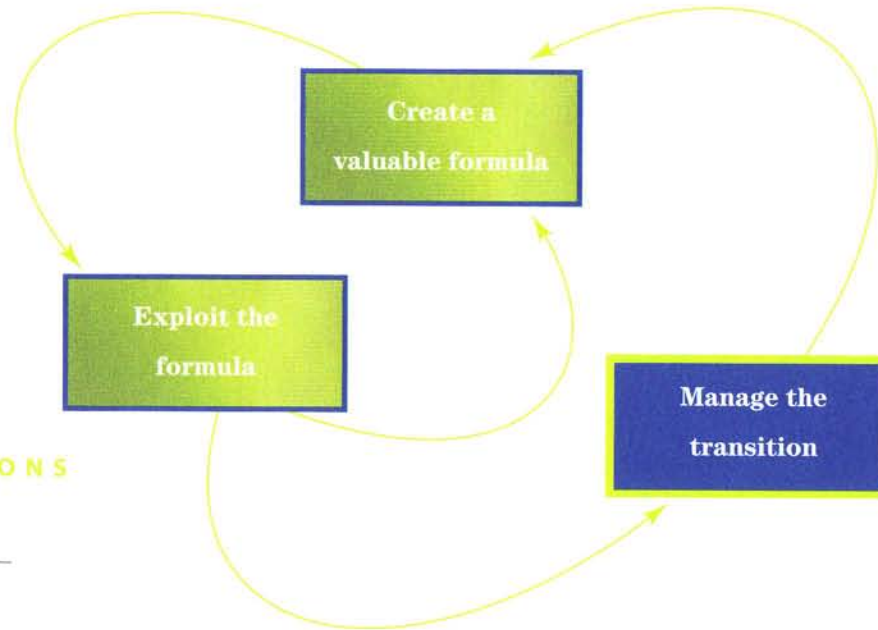 Create a
valuable formula
Exploit the
formula
Manage the
transition
ONS